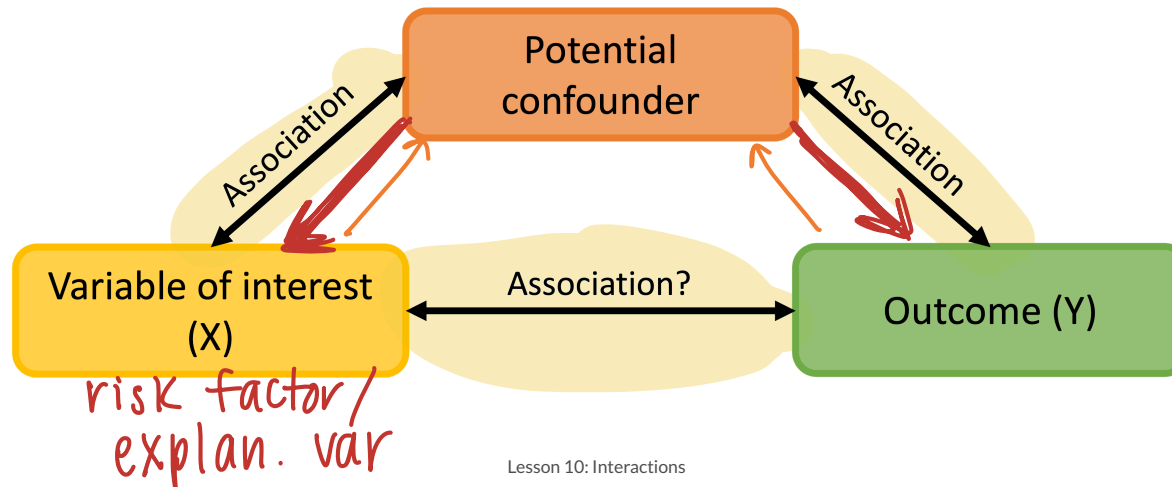 Potential
confounder
Association
Association
Variable of interest
(X)
Association?
Outcome (Y)
risk factor/
explan. var
Lesson 10: Interactions